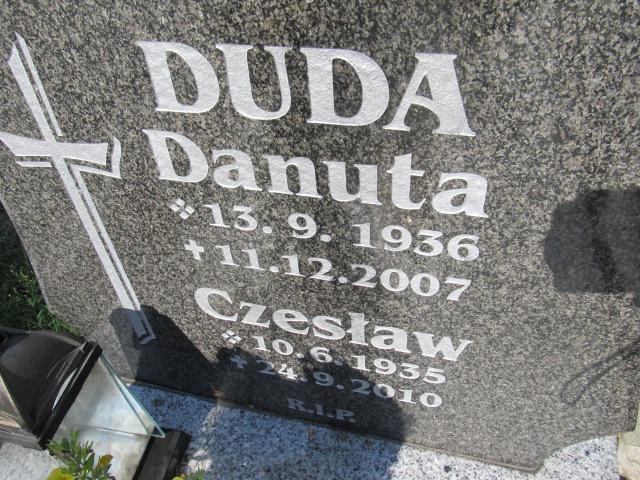 DUDA
Danuta
13. 9. 1936
✝ 11.12.2007
Czesław
10.6.1935
✝ 24.9.2010
R.I.P.